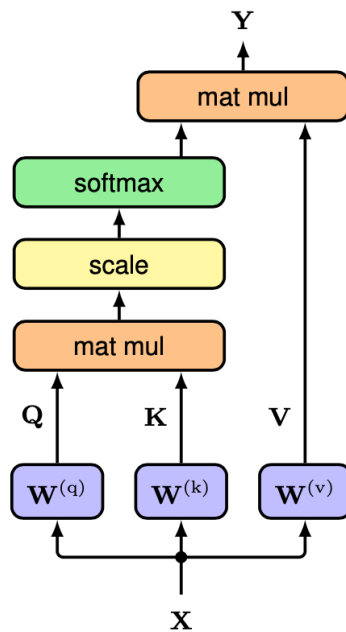 Y
mat mul
softmax
scale
mat mul
Q K V
W^(q) W^(k) W^(v)
X